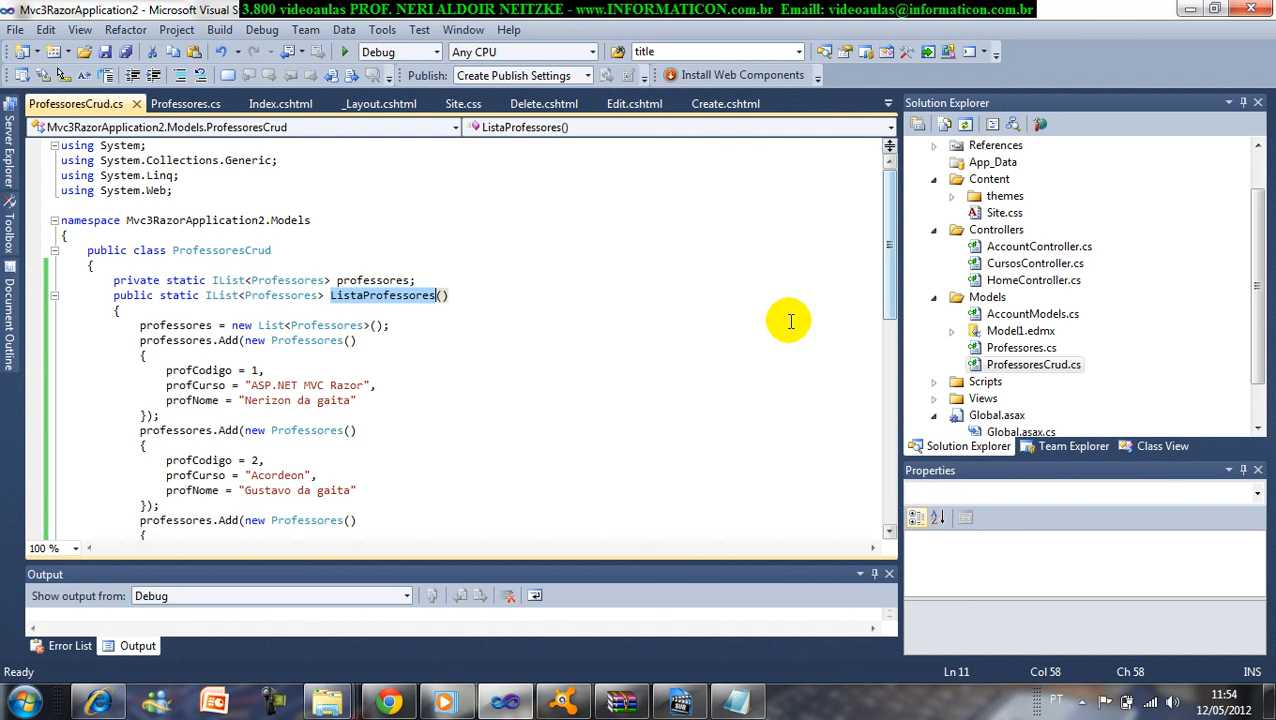 Mvc3RazorApplication2 - Microsoft Visual S
3.800 videoaulas PROF. NERI ALDOIR NEITZKE - www.INFORMATICON.com.br Email: videoaulas@informaticon.com.br
File Edit View Refactor Project Build Debug Team Data Tools Test Window Help
Debug Any CPU title
Publish: Create Publish Settings Install Web Components
ProfessoresCrud.cs Professores.cs Index.cshtml _Layout.cshtml Site.css Delete.cshtml Edit.cshtml Create.cshtml
Mvc3RazorApplication2.Models.ProfessoresCrud ListaProfessores()
using System;
using System.Collections.Generic;
using System.Linq;
using System.Web;
namespace Mvc3RazorApplication2.Models
{
public class ProfessoresCrud
{
private static IList<Professores> professores;
public static IList<Professores> ListaProfessores()
{
professores = new List<Professores>();
professores.Add(new Professores()
{
profCodigo = 1,
profCurso = "ASP.NET MVC Razor",
profNome = "Nerizon da gaita"
});
professores.Add(new Professores()
{
profCodigo = 2,
profCurso = "Acordeon",
profNome = "Gustavo da gaita"
});
professores.Add(new Professores()
{
100 %
Output
Show output from: Debug
Error List Output
Server Explorer
Toolbox
Document Outline
Solution Explorer
References
App_Data
Content
themes
Site.css
Controllers
AccountController.cs
CursosController.cs
HomeController.cs
Models
AccountModels.cs
Model1.edmx
Professores.cs
ProfessoresCrud.cs
Scripts
Views
Global.asax
Global.asax.cs
Solution Explorer Team Explorer Class View
Properties
Ready Ln 11 Col 58 Ch 58 INS
PT 11:54
12/05/2012